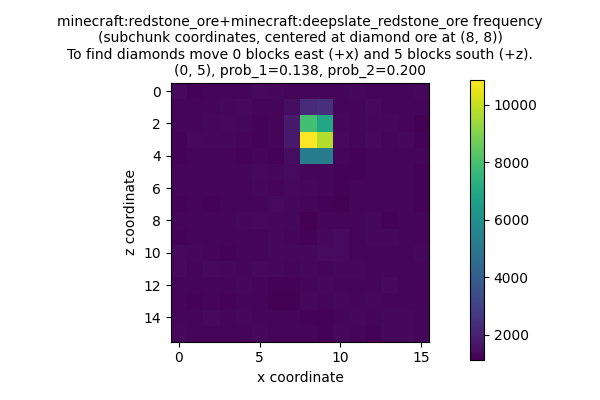 minecraft:redstone_ore+minecraft:deepslate_redstone_ore frequency
(subchunk coordinates, centered at diamond ore at (8, 8))
To find diamonds move 0 blocks east (+x) and 5 blocks south (+z).
(0, 5), prob_1=0.138, prob_2=0.200
0
2
4
6
8
10
12
14
z coordinate
0
5
10
15
x coordinate
10000
8000
6000
4000
2000